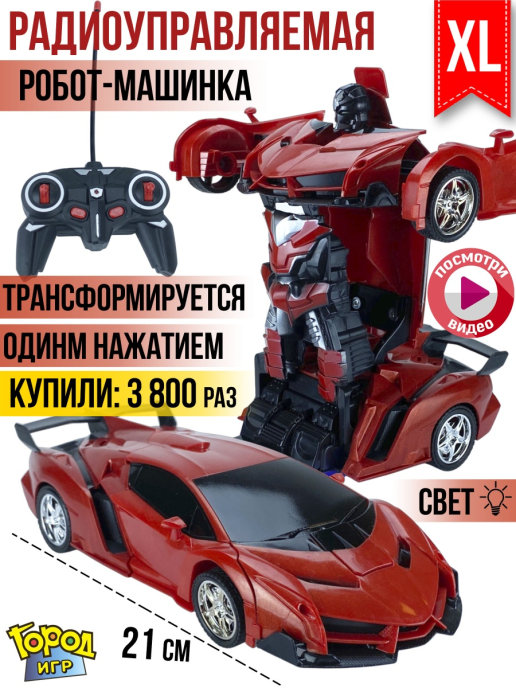 РАДИОУПРАВЛЯЕМАЯ
XL
РОБОТ-МАШИНКА
ПОСМОТРИ
ВИДЕО
ТРАНСФОРМИРУЕТСЯ
ОДИНМ НАЖАТИЕМ
КУПИЛИ: 3 800 РАЗ
СВЕТ
21 СМ
ГОРОД
ИГР